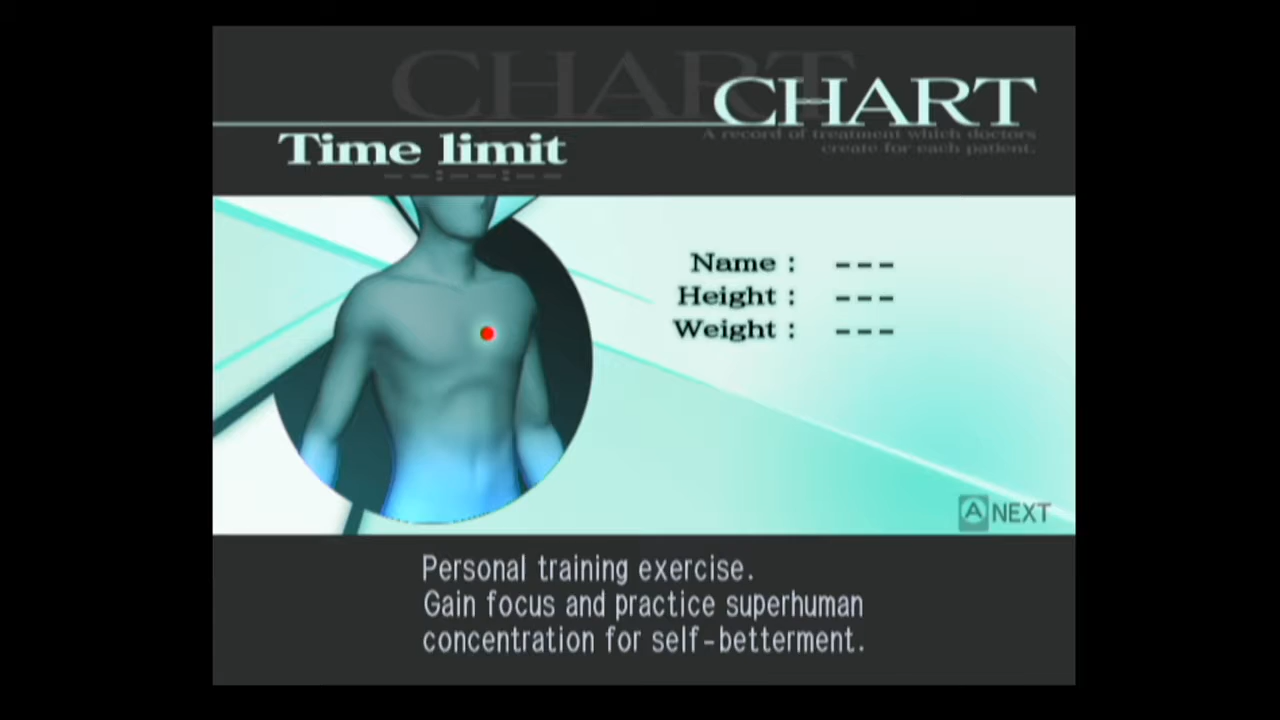 CHART
CHART
A record of treatment which doctors
create for each patient.
Time limit
--:--:--
Name : ---
Height : ---
Weight : ---
A NEXT
Personal training exercise.
Gain focus and practice superhuman
concentration for self-betterment.